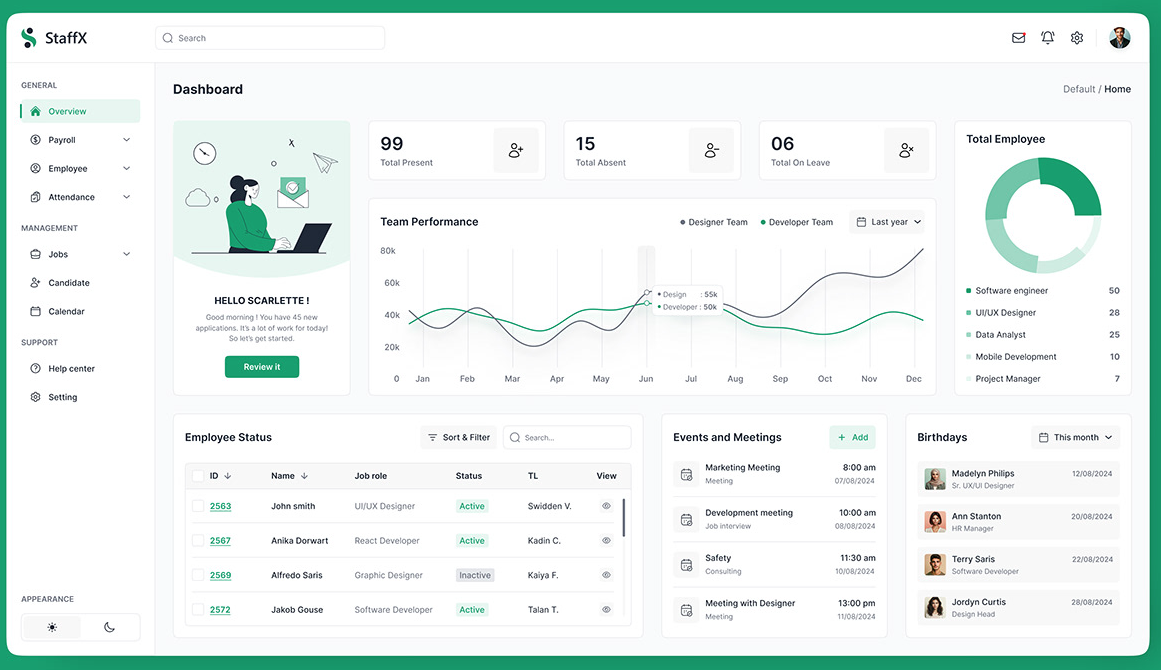 StaffX
Search
GENERAL
Overview
Payroll
Employee
Attendance
MANAGEMENT
Jobs
Candidate
Calendar
SUPPORT
Help center
Setting
APPEARANCE
Dashboard
Default / Home
HELLO SCARLETTE !
Good morning ! You have 45 new
applications. It's a lot of work for today!
So let's get started.
Review it
99
Total Present
15
Total Absent
06
Total On Leave
Team Performance
Designer Team
Developer Team
Last year
80k
60k
40k
20k
0
Design : 55k
Developer : 50k
Jan Feb Mar Apr May Jun Jul Aug Sep Oct Nov Dec
Total Employee
Software engineer 50
UI/UX Designer 28
Data Analyst 25
Mobile Development 10
Project Manager 7
Employee Status
Sort & Filter
Search...
ID Name Job role Status TL View
2563 John smith UI/UX Designer Active Swidden V.
2567 Anika Dorwart React Developer Active Kadin C.
2569 Alfredo Saris Graphic Designer Inactive Kaiya F.
2572 Jakob Gouse Software Developer Active Talan T.
Events and Meetings
+ Add
Marketing Meeting 8:00 am
Meeting 07/08/2024
Development meeting 10:00 am
Job interview 08/08/2024
Safety 11:30 am
Consulting 10/08/2024
Meeting with Designer 13:00 pm
Meeting 11/08/2024
Birthdays
This month
Madelyn Philips 12/08/2024
Sr. UX/UI Designer
Ann Stanton 20/08/2024
HR Manager
Terry Saris 22/08/2024
Software Developer
Jordyn Curtis 28/08/2024
Design Head